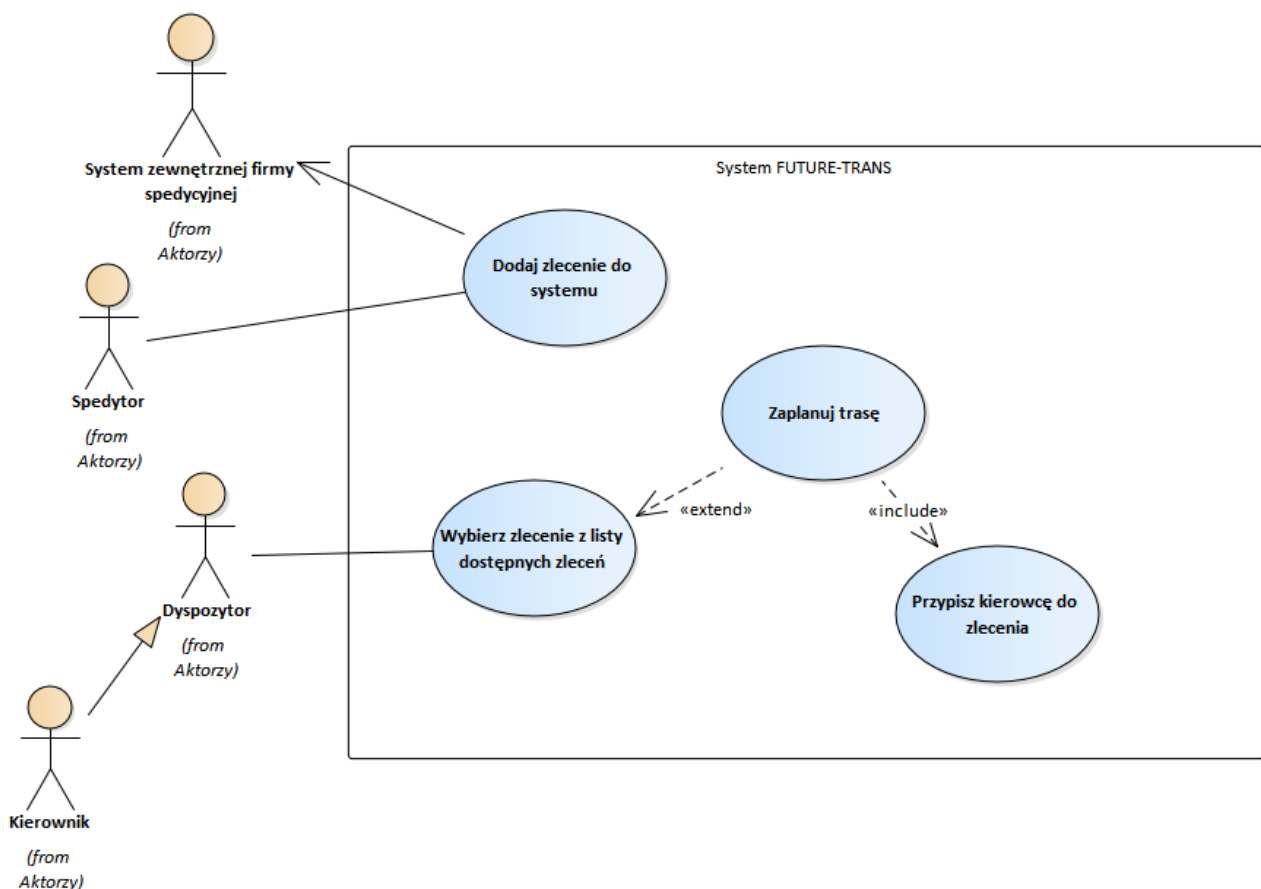 System zewnętrznej firmy
spedycyjnej
(from
Aktorzy)
System FUTURE-TRANS
Dodaj zlecenie do
systemu
Spedytor
(from
Aktorzy)
Zaplanuj trasę
«extend»
«include»
Wybierz zlecenie z listy
dostępnych zleceń
Dyspozytor
(from
Aktorzy)
Przypisz kierowcę do
zlecenia
Kierownik
(from
Aktorzy)